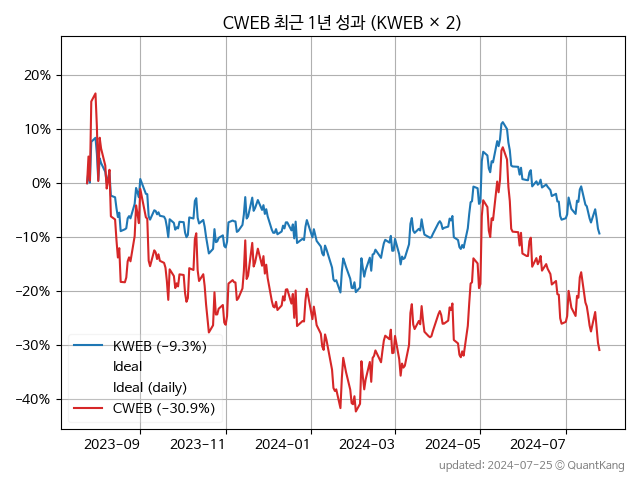 CWEB 최근 1년 성과 (KWEB × 2)
20%
10%
0%
−10%
−20%
−30%
−40%
KWEB (−9.3%)
Ideal
Ideal (daily)
CWEB (−30.9%)
2023-09
2023-11
2024-01
2024-03
2024-05
2024-07
updated: 2024-07-25 © QuantKang